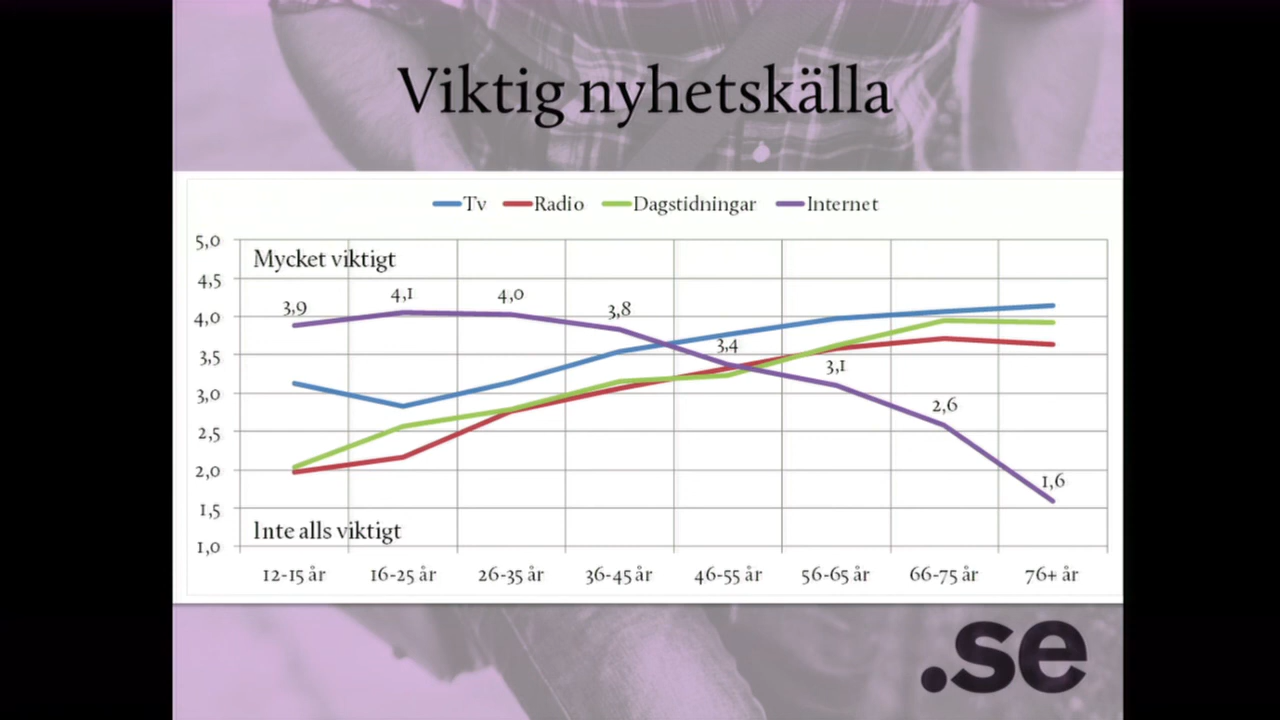 Viktig nyhetskälla
Tv Radio Dagstidningar Internet
5,0
Mycket viktigt
4,5
4,0
3,5
3,0
2,5
2,0
1,5
Inte alls viktigt
1,0
3,9 4,1 4,0 3,8 3,4 3,1 2,6 1,6
12-15 år 16-25 år 26-35 år 36-45 år 46-55 år 56-65 år 66-75 år 76+ år
.se